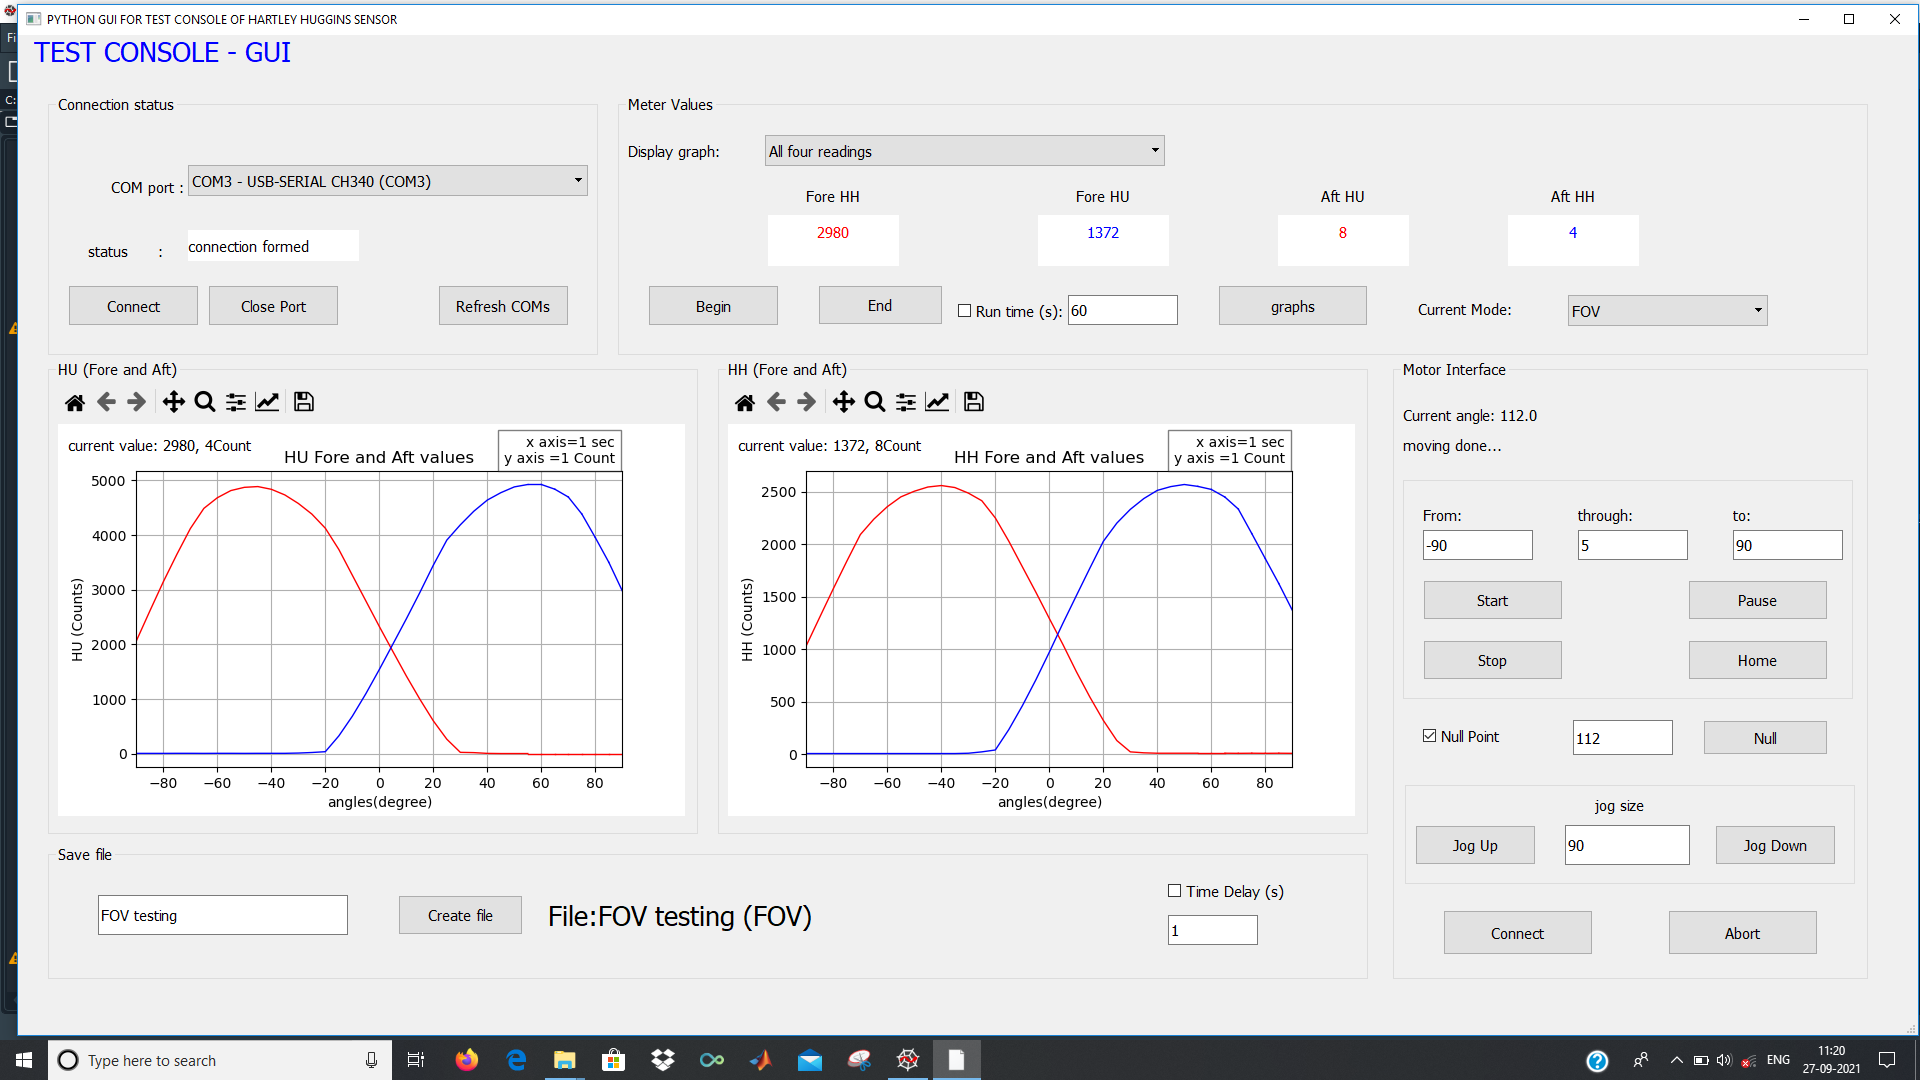 PYTHON GUI FOR TEST CONSOLE OF HARTLEY HUGGINS SENSOR
Fi
TEST CONSOLE - GUI
C:
Connection status
COM port :
COM3 - USB-SERIAL CH340 (COM3)
status :
connection formed
Connect
Close Port
Refresh COMs
Meter Values
Display graph:
All four readings
Fore HH
Fore HU
Aft HU
Aft HH
2980
1372
8
4
Begin
End
Run time (s):
60
graphs
Current Mode:
FOV
HU (Fore and Aft)
current value: 2980, 4Count
HU Fore and Aft values
x axis=1 sec
y axis =1 Count
HU (Counts)
5000
4000
3000
2000
1000
0
−80 −60 −40 −20 0 20 40 60 80
angles(degree)
HH (Fore and Aft)
current value: 1372, 8Count
HH Fore and Aft values
x axis=1 sec
y axis =1 Count
HH (Counts)
2500
2000
1500
1000
500
0
−80 −60 −40 −20 0 20 40 60 80
angles(degree)
Motor Interface
Current angle: 112.0
moving done...
From:
through:
to:
-90
5
90
Start
Pause
Stop
Home
Null Point
112
Null
jog size
Jog Up
90
Jog Down
Connect
Abort
Save file
FOV testing
Create file
File:FOV testing (FOV)
Time Delay (s)
1
Type here to search
ENG
11:20
27-09-2021